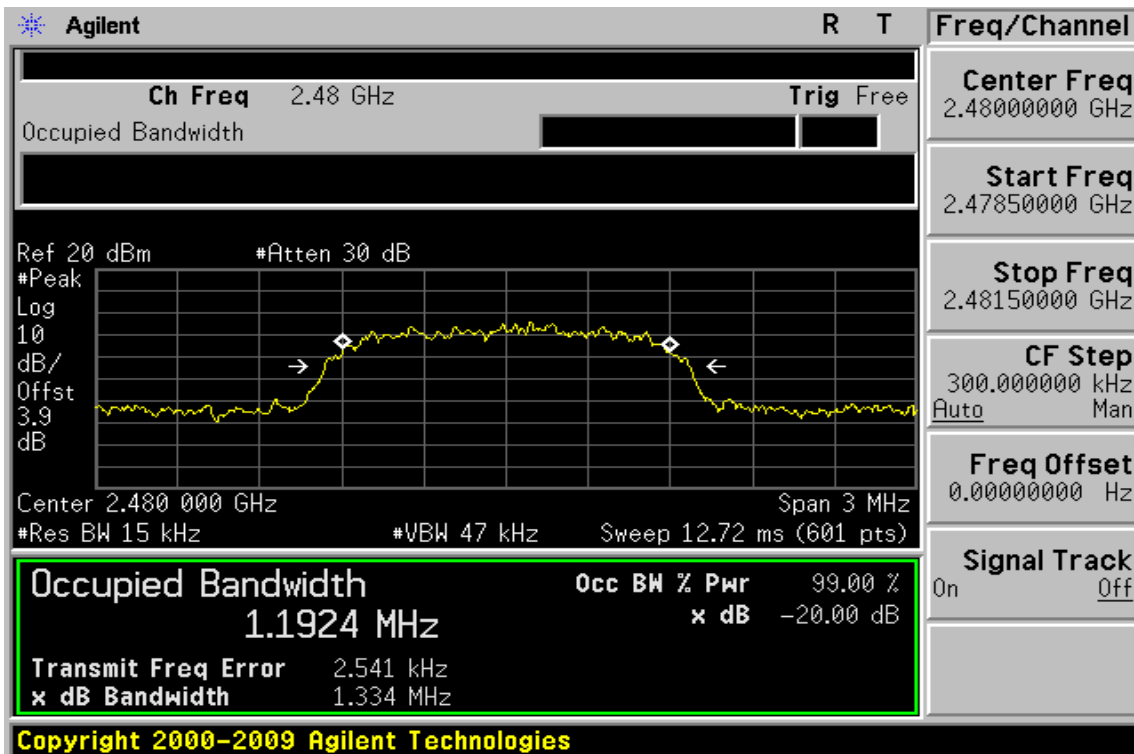 Agilent R T Freq/Channel
Ch Freq 2.48 GHz Trig Free
Occupied Bandwidth
Center Freq
2.48000000 GHz
Start Freq
2.47850000 GHz
Stop Freq
2.48150000 GHz
CF Step
300.000000 kHz
Auto Man
Freq Offset
0.00000000 Hz
Signal Track
On Off
Ref 20 dBm #Atten 30 dB
#Peak
Log
10
dB/
Offst
3.9
dB
Center 2.480 000 GHz Span 3 MHz
#Res BW 15 kHz #VBW 47 kHz Sweep 12.72 ms (601 pts)
Occupied Bandwidth
1.1924 MHz
Occ BW % Pwr 99.00 %
x dB -20.00 dB
Transmit Freq Error 2.541 kHz
x dB Bandwidth 1.334 MHz
Copyright 2000-2009 Agilent Technologies